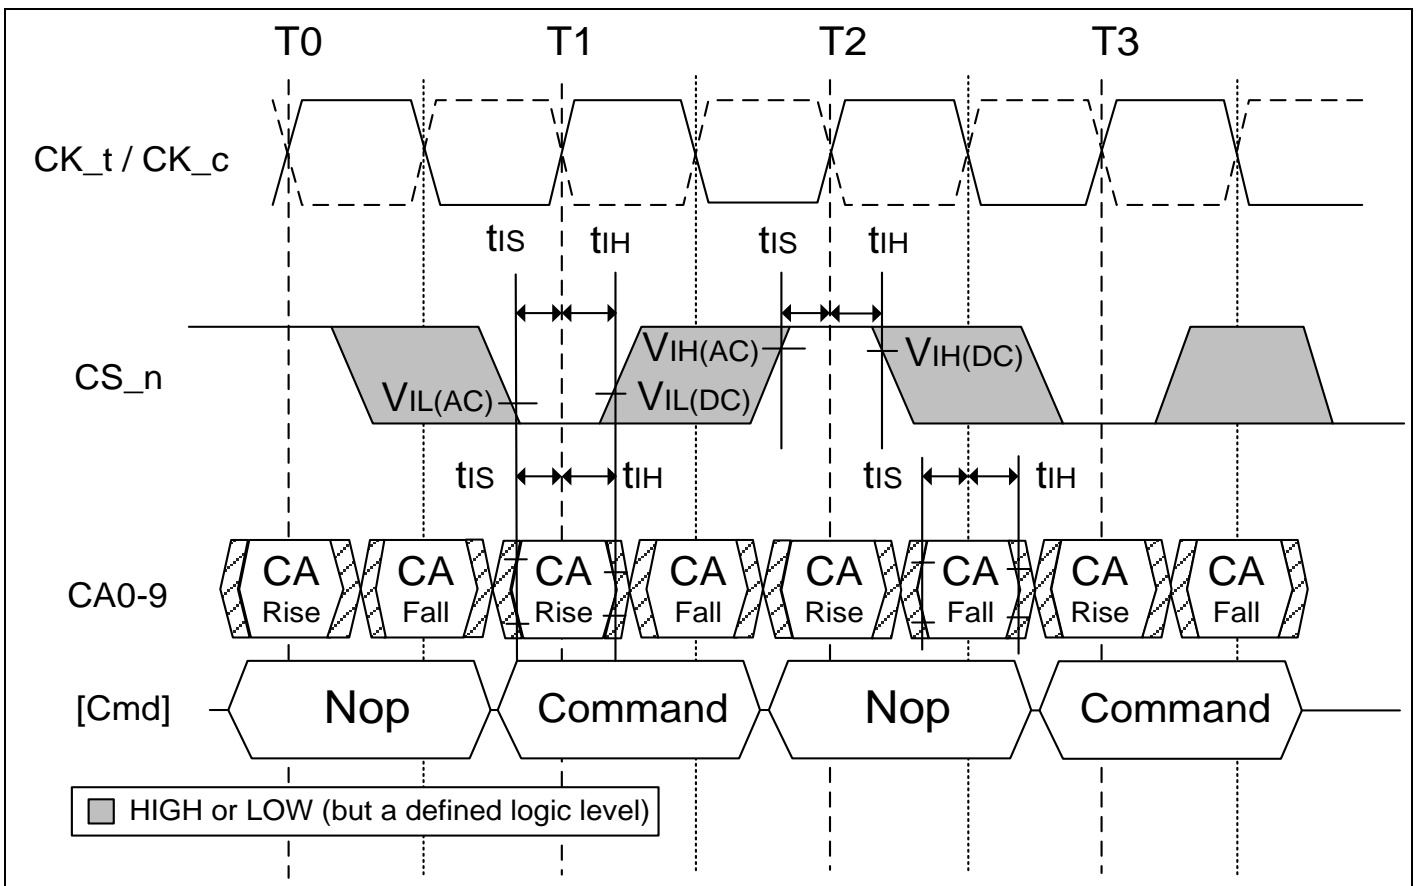 T0 T1 T2 T3
CK_t / CK_c
tIS tIH tIS tIH
CS_n
VIH(AC) VIH(DC)
VIL(AC) VIL(DC)
tIS tIH tIS tIH
CA0-9
CA CA CA CA CA CA CA CA
Rise Fall Rise Fall Rise Fall Rise Fall
[Cmd] Nop Command Nop Command
HIGH or LOW (but a defined logic level)